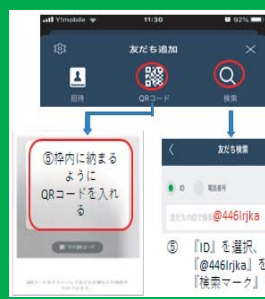 Y!mobile 11:30 92%
友だち追加
招待 QRコード 検索
⑤枠内に納まる
ように
QRコードを入れ
る
友だち検索
ID 電話番号
@446lrjka
⑤ 『ID』を選択、
『@446lrjka』を
『検索マーク』